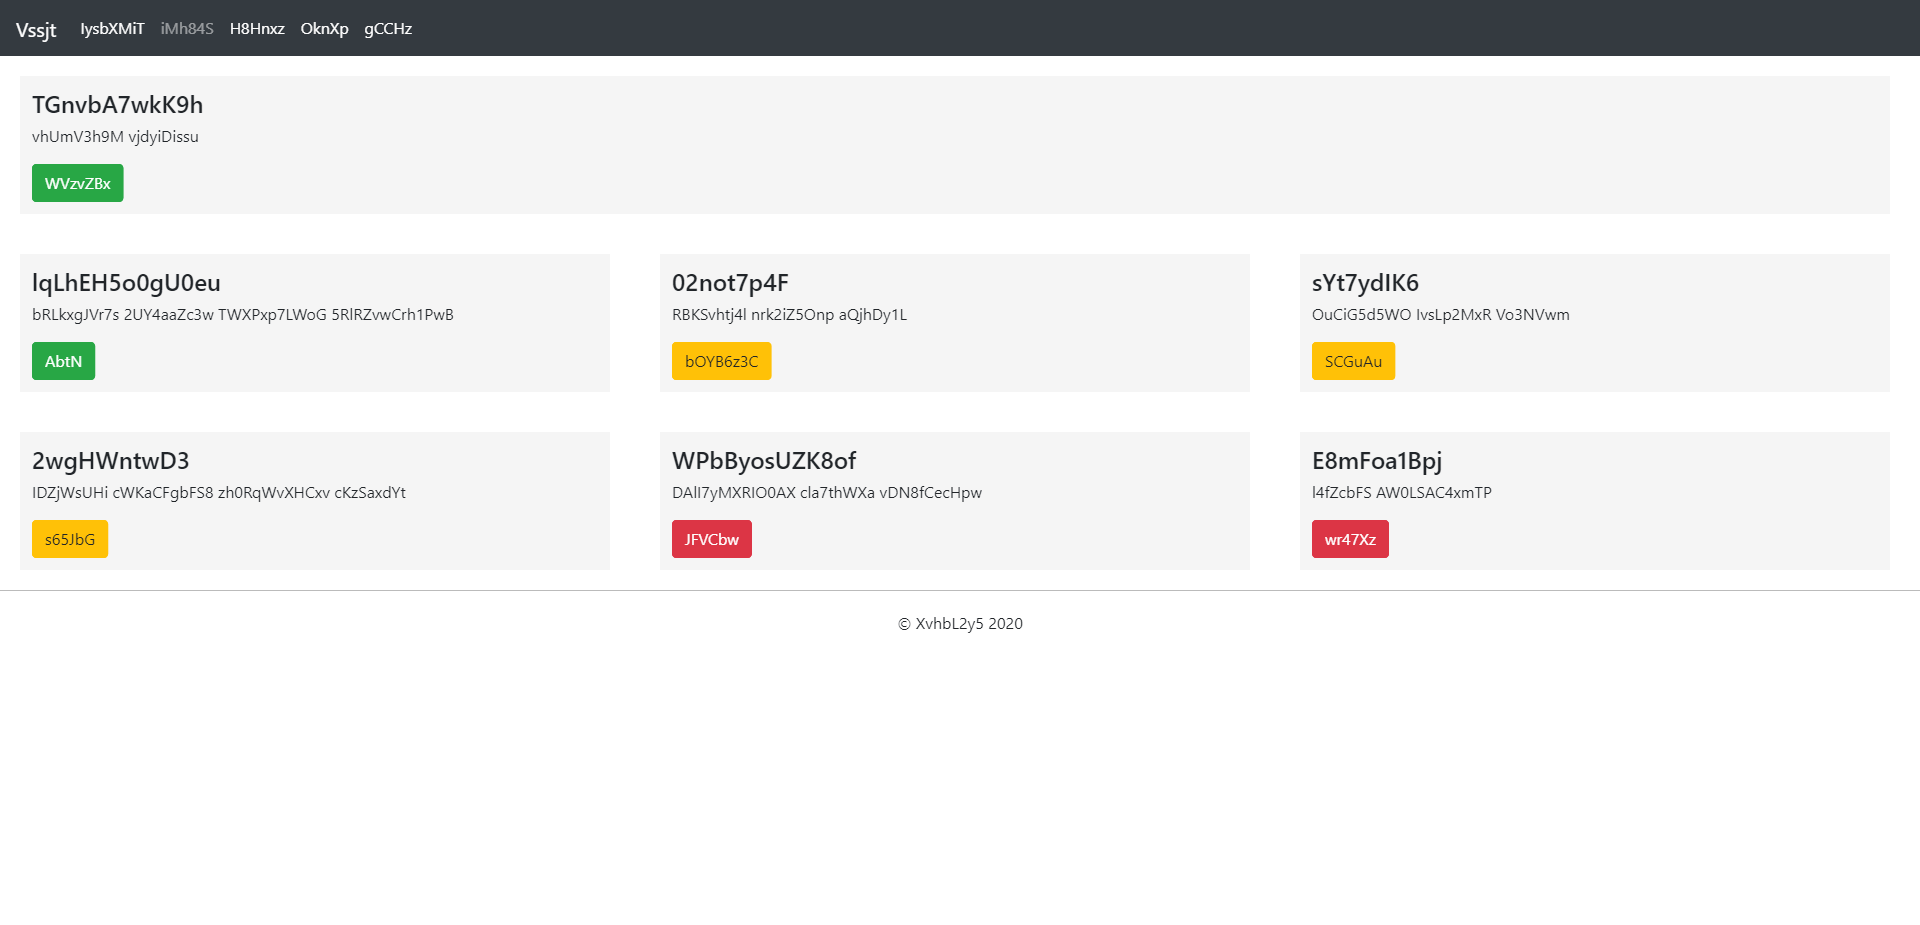 Vssjt IysbXMiT iMh84S H8Hnxz OknXp gCCHz
TGnvbA7wkK9h
vhUmV3h9M vjdyiDissu
WVzvZBx
lqLhEH5o0gU0eu
bRLkxgJVr7s 2UY4aaZc3w TWXPxp7LWoG 5RlRZvwCrh1PwB
AbtN
02not7p4F
RBKSvhtj4l nrk2iZ5Onp aQjhDy1L
bOYB6z3C
sYt7ydIK6
OuCiG5d5WO IvsLp2MxR Vo3NVwm
SCGuAu
2wgHWntwD3
IDZjWsUHi cWKaCFgbFS8 zh0RqWvXHCxv cKzSaxdYt
s65JbG
WPbByosUZK8of
DAlI7yMXRIO0AX cla7thWXa vDN8fCecHpw
JFVCbw
E8mFoa1Bpj
l4fZcbFS AW0LSAC4xmTP
wr47Xz
© XvhbL2y5 2020